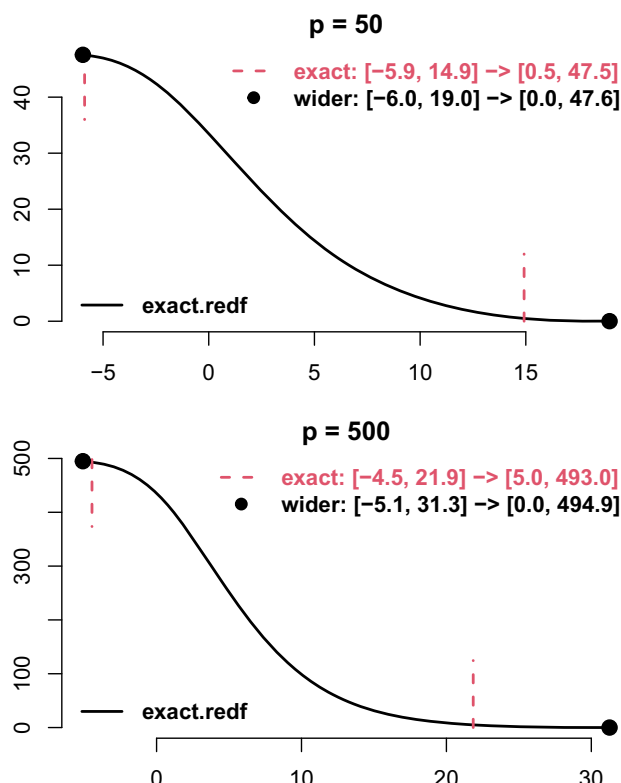 p = 50
exact: [−5.9, 14.9] −> [0.5, 47.5]
wider: [−6.0, 19.0] −> [0.0, 47.6]
40
30
20
10
0
exact.redf
−5 0 5 10 15
p = 500
500
exact: [−4.5, 21.9] −> [5.0, 493.0]
wider: [−5.1, 31.3] −> [0.0, 494.9]
300
100
0
exact.redf
0 10 20 30